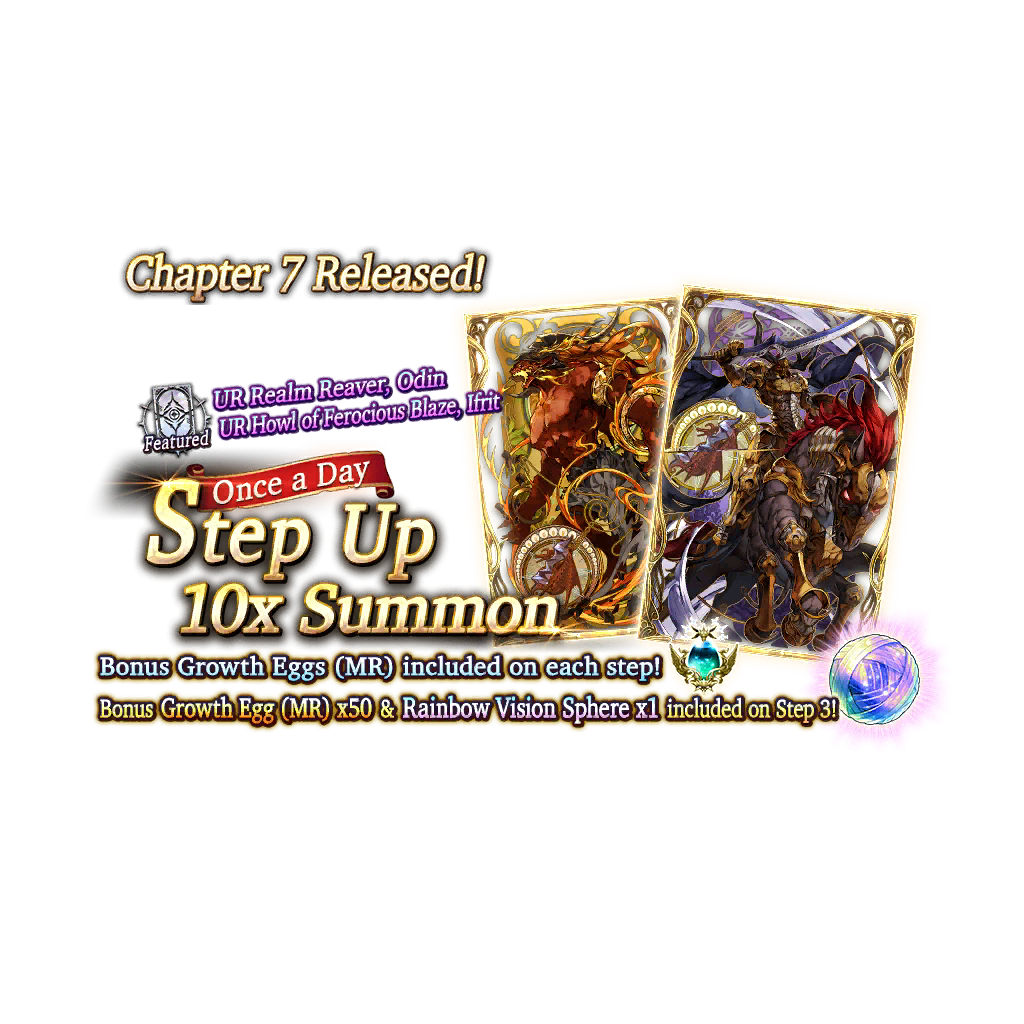 Chapter 7 Released!
UR Realm Reaver, Odin
UR Howl of Ferocious Blaze, Ifrit
Featured
Once a Day
Step Up
10x Summon
Bonus Growth Eggs (MR) included on each step!
Bonus Growth Egg (MR) x50 & Rainbow Vision Sphere x1 included on Step 3!